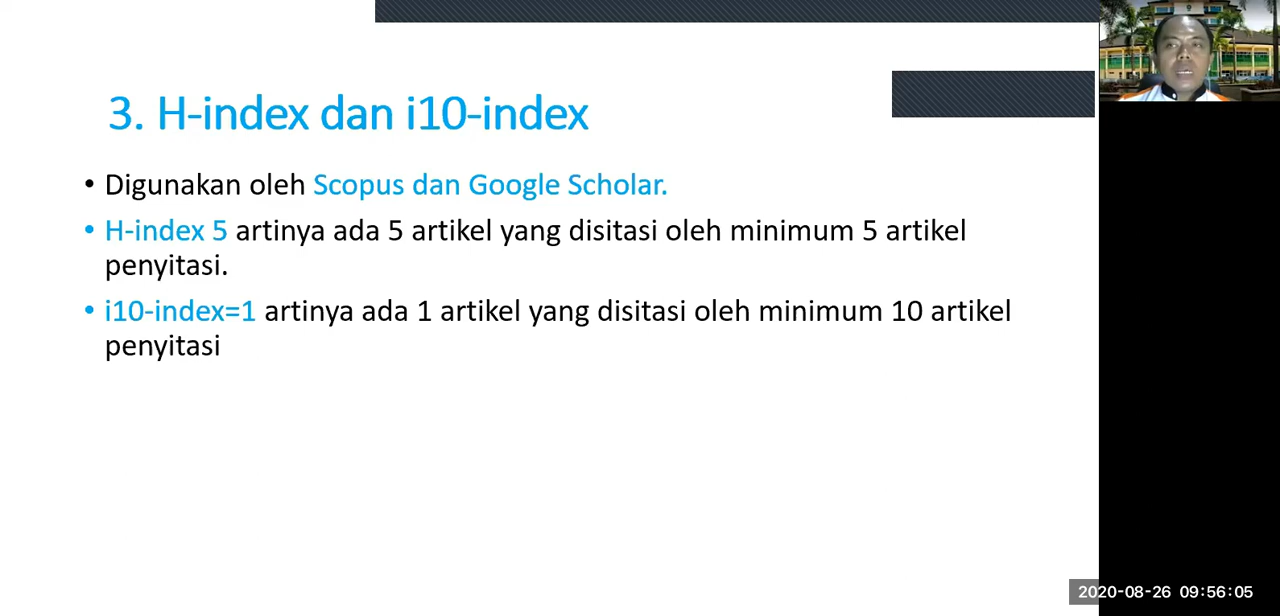 3. H-index dan i10-index
• Digunakan oleh Scopus dan Google Scholar.
• H-index 5 artinya ada 5 artikel yang disitasi oleh minimum 5 artikel
penyitasi.
• i10-index=1 artinya ada 1 artikel yang disitasi oleh minimum 10 artikel
penyitasi
2020-08-26 09:56:05